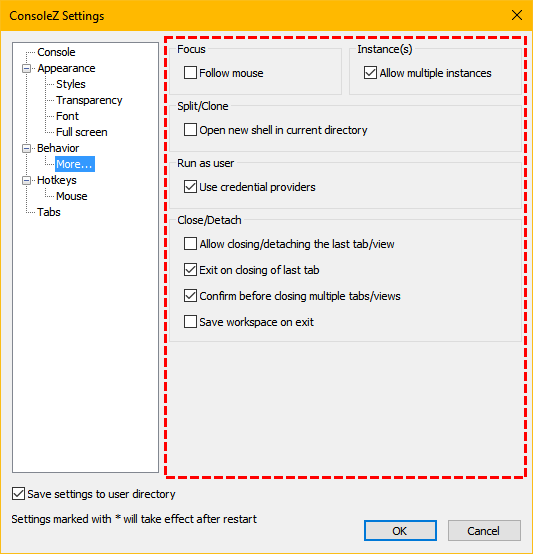 ConsoleZ Settings
Console
Appearance
Styles
Transparency
Font
Full screen
Behavior
More...
Hotkeys
Mouse
Tabs
Focus
Follow mouse
Instance(s)
Allow multiple instances
Split/Clone
Open new shell in current directory
Run as user
Use credential providers
Close/Detach
Allow closing/detaching the last tab/view
Exit on closing of last tab
Confirm before closing multiple tabs/views
Save workspace on exit
Save settings to user directory
Settings marked with * will take effect after restart
OK
Cancel